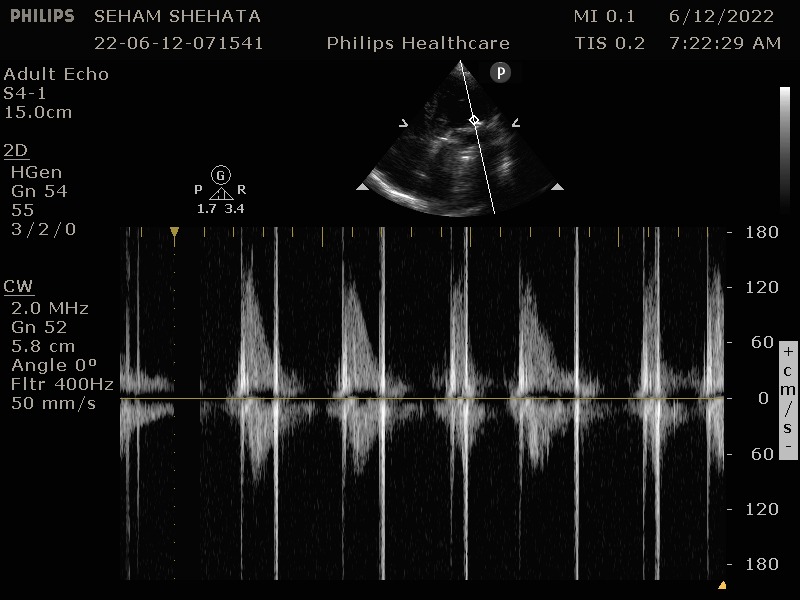 PHILIPS SEHAM SHEHATA MI 0.1 6/12/2022
22-06-12-071541 Philips Healthcare TIS 0.2 7:22:29 AM
Adult Echo
S4-1
15.0cm
P
2D
HGen
Gn 54
55
3/2/0
G
P R
1.7 3.4
CW
2.0 MHz
Gn 52
5.8 cm
Angle 0º
Fltr 400Hz
50 mm/s
180
120
60
0
60
120
180
+cm/s-